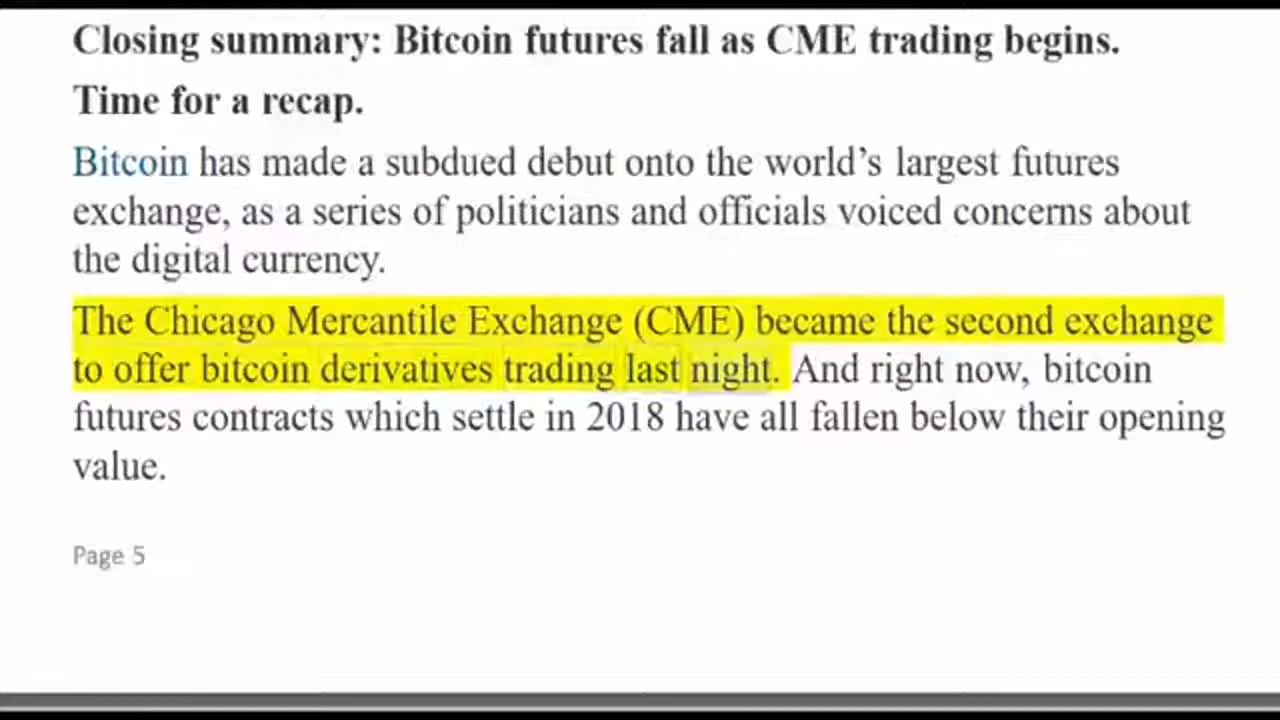 Closing summary: Bitcoin futures fall as CME trading begins.
Time for a recap.
Bitcoin has made a subdued debut onto the world’s largest futures
exchange, as a series of politicians and officials voiced concerns about
the digital currency.
The Chicago Mercantile Exchange (CME) became the second exchange
to offer bitcoin derivatives trading last night. And right now, bitcoin
futures contracts which settle in 2018 have all fallen below their opening
value.
Page 5